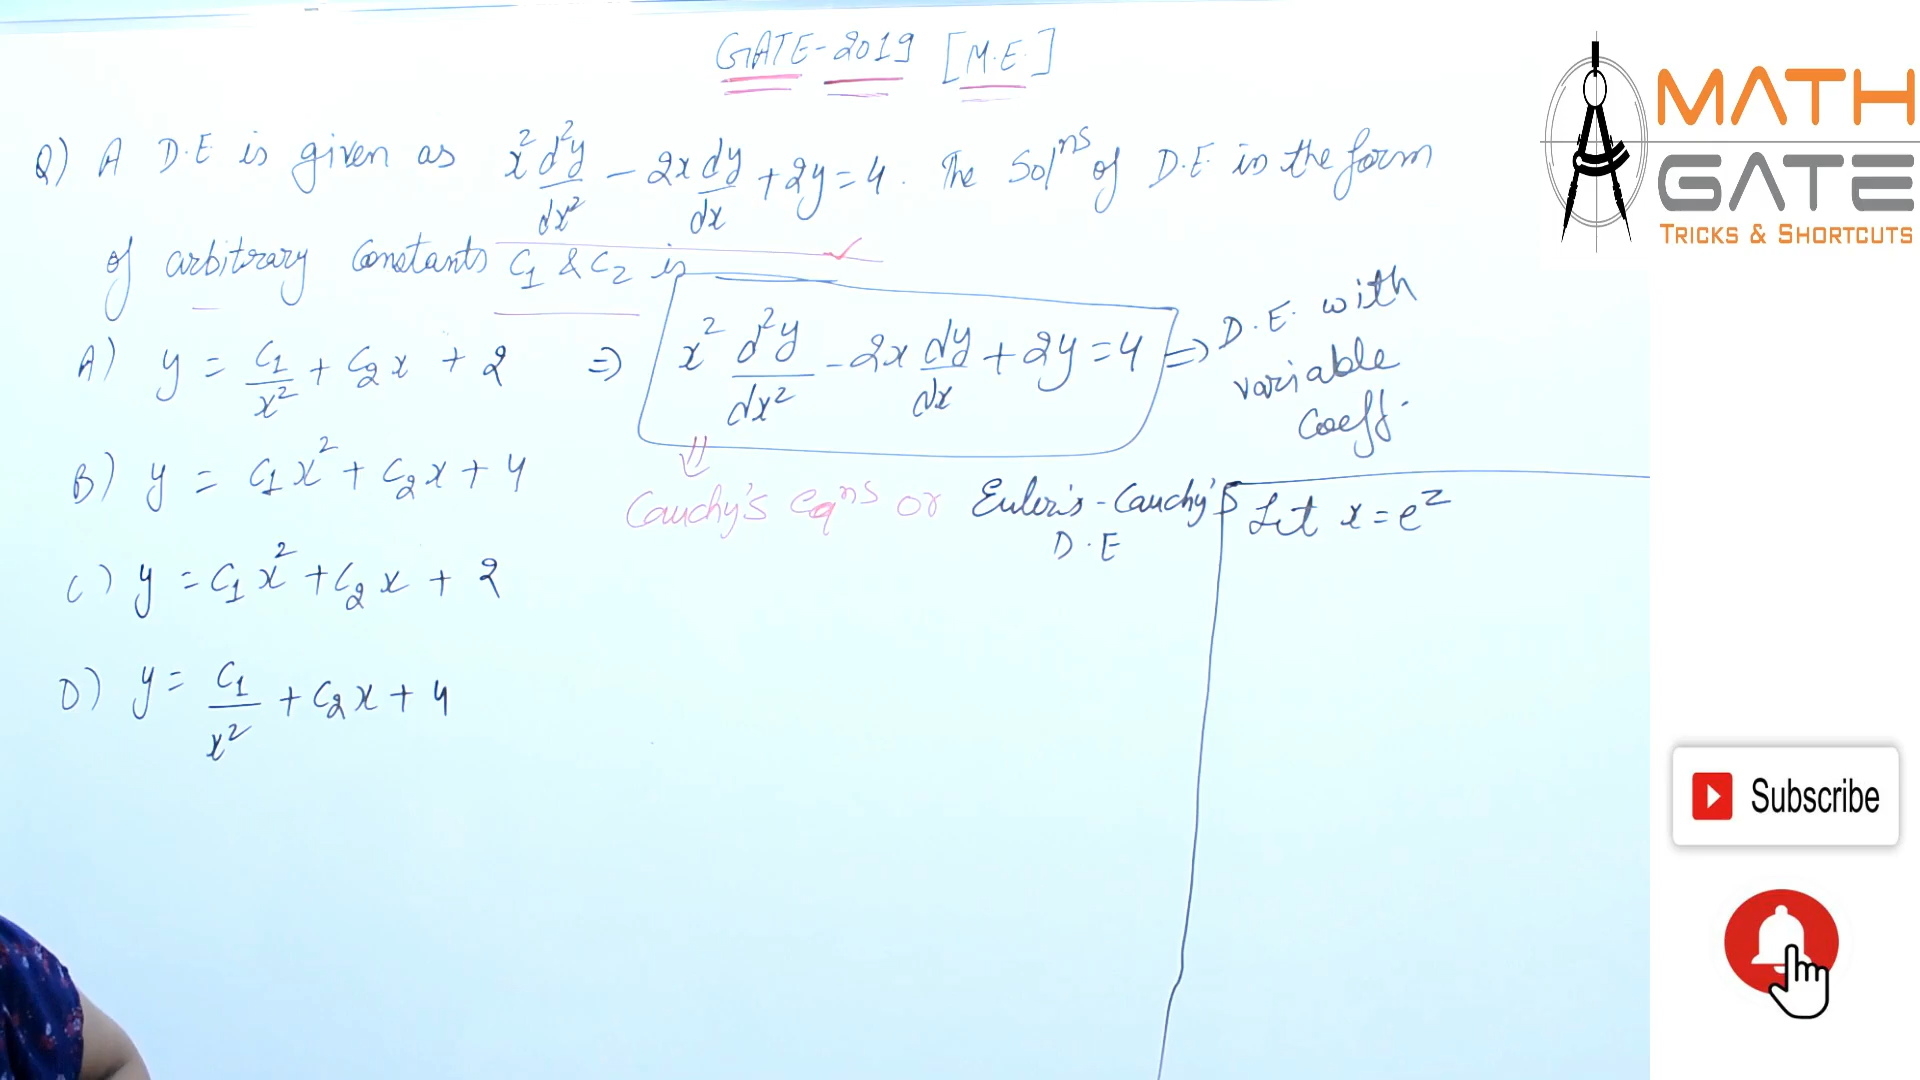 GATE-2019 [M.E.]
Q) A D.E is given as x² d²y/dx² - 2x dy/dx + 2y = 4. The Solⁿˢ of D.E in the form
of arbitrary Constants C₁ & C₂ is
A) y = C₁/x² + C₂x + 2 ⇒ x² d²y/dx² - 2x dy/dx + 2y = 4 ⇒ D.E. with
variable
Coeff.
B) y = C₁x² + C₂x + 4
Cauchy's Eqⁿˢ or Euler's-Cauchy's
D.E
Let x = e^z
C) y = C₁x² + C₂x + 2
D) y = C₁/x² + C₂x + 4
MATH
GATE
TRICKS & SHORTCUTS
Subscribe